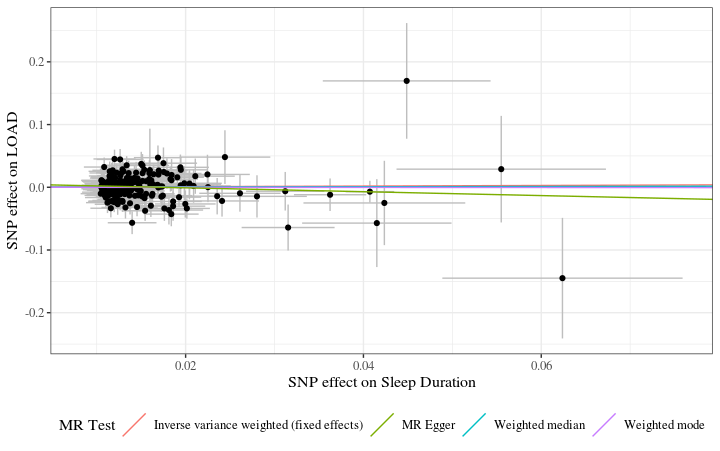 0.2
0.1
0.0
-0.1
-0.2
SNP effect on LOAD
0.02 0.04 0.06
SNP effect on Sleep Duration
MR Test Inverse variance weighted (fixed effects) MR Egger Weighted median Weighted mode